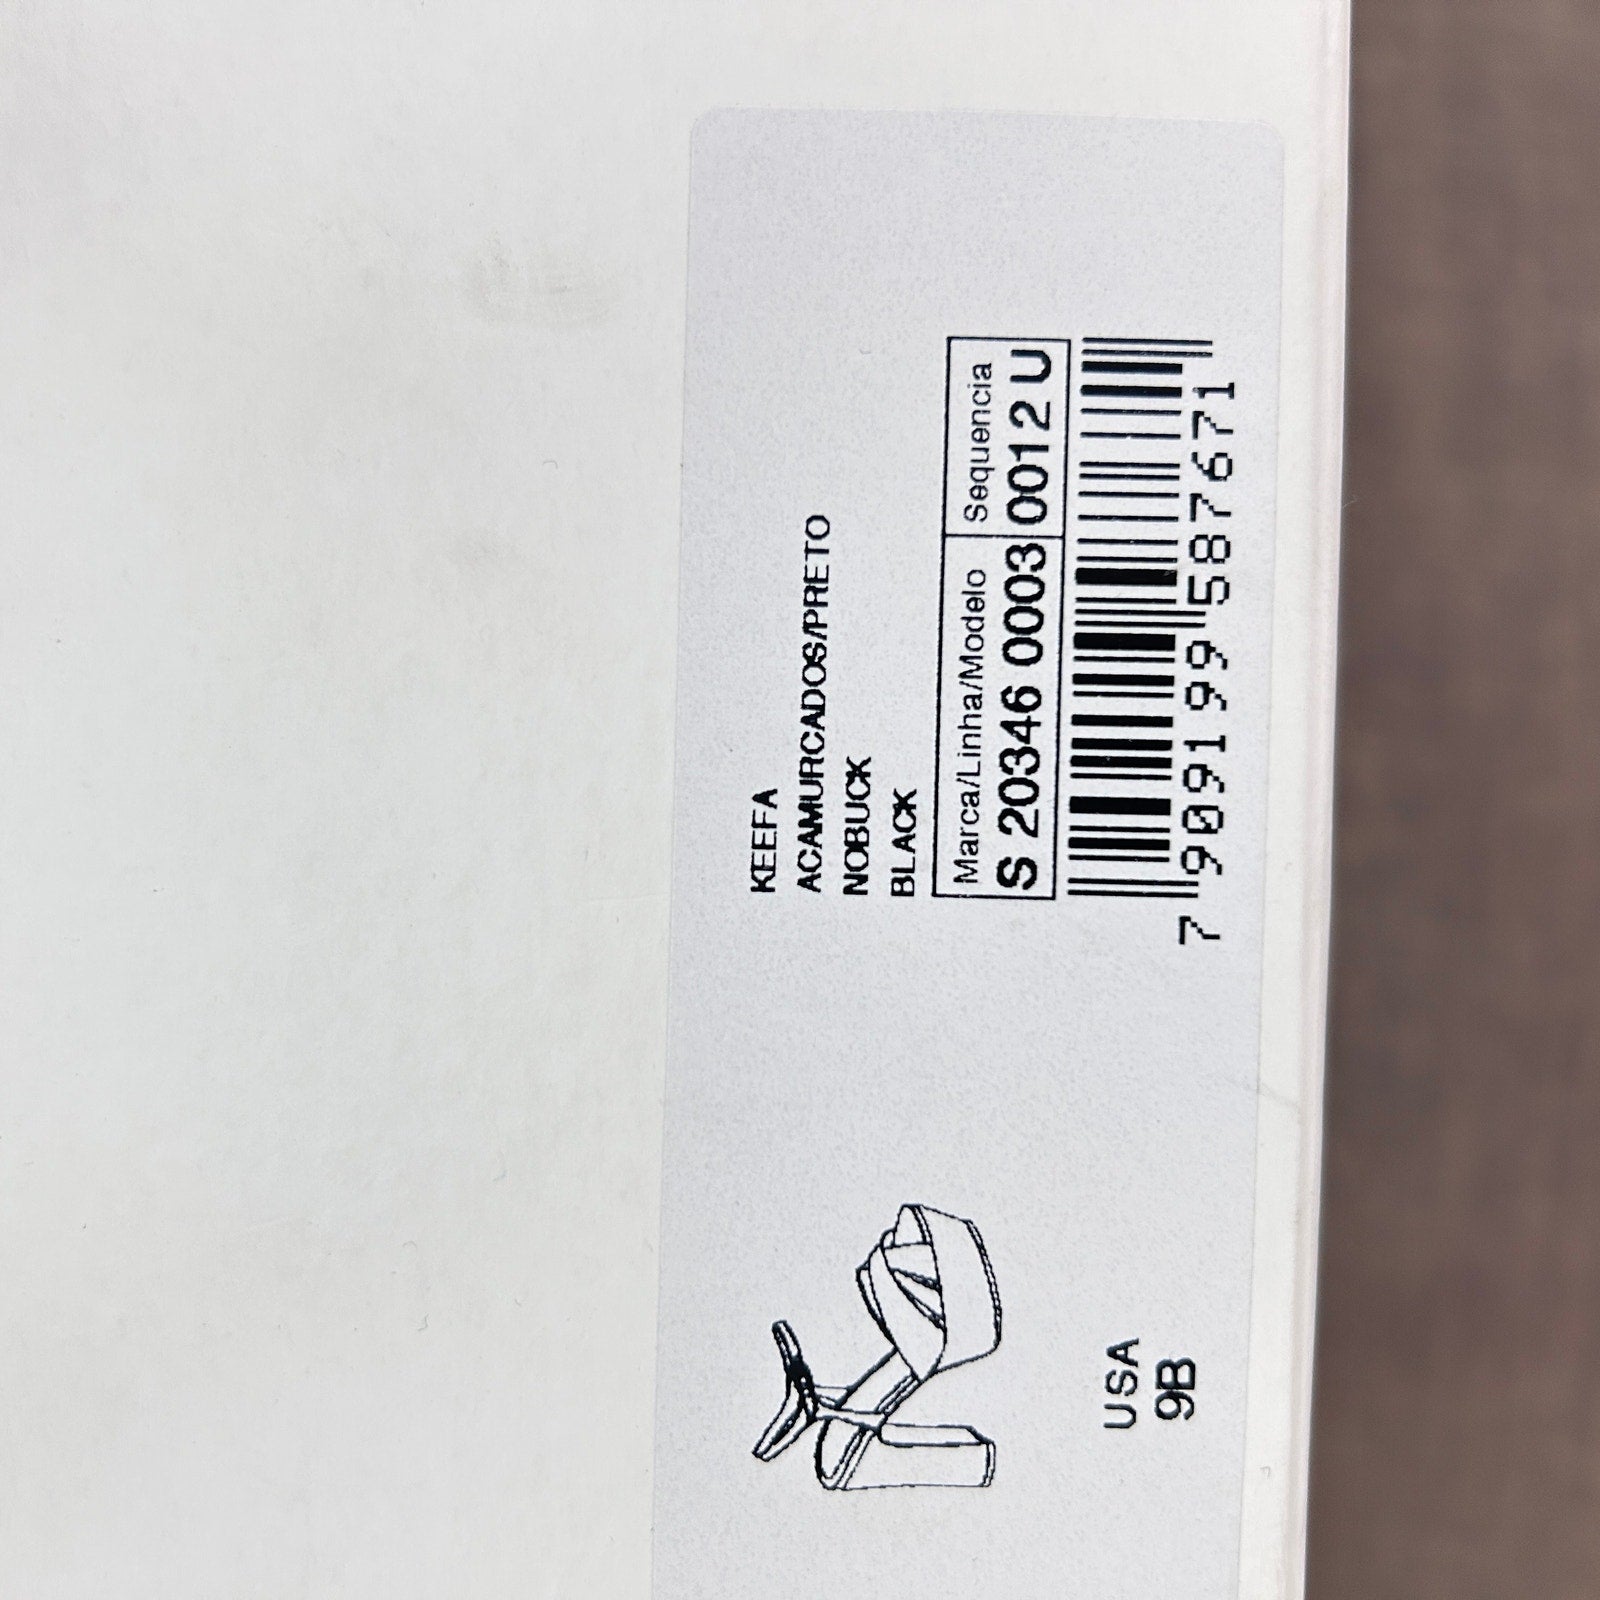 KEEFA
ACAMURCADOS/PRETO
NOBUCK
BLACK
Marca/Linha/Modelo Sequencia
S 20346 0003 0012 U
7 909199 587671
USA
9B